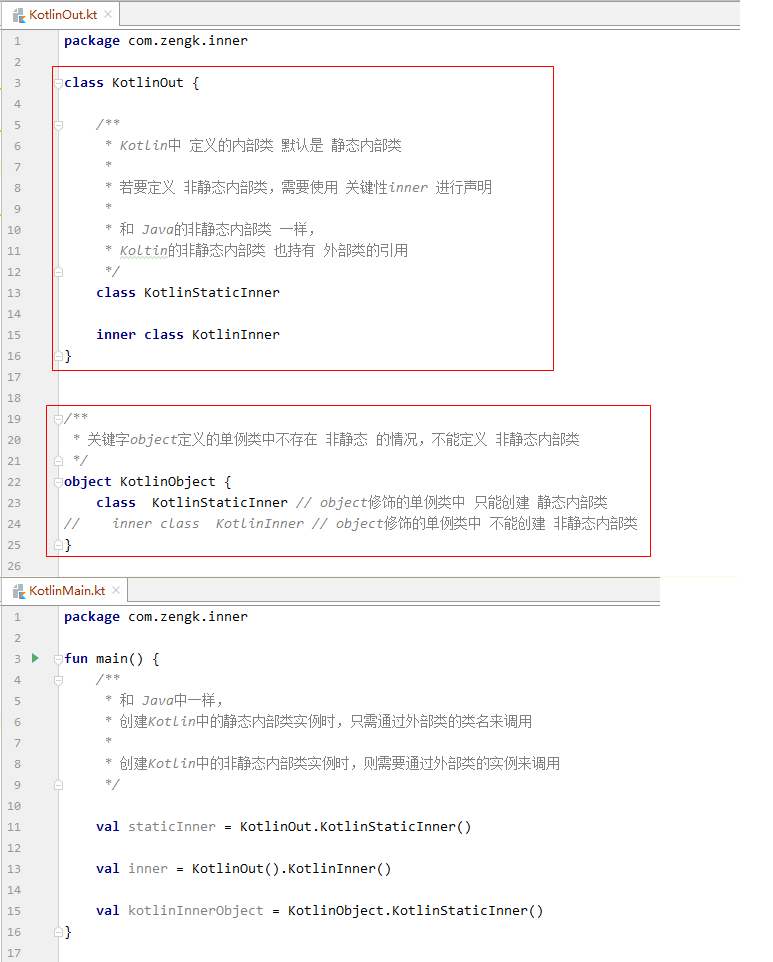 KotlinOut.kt
1 package com.zengk.inner
2
3 class KotlinOut {
4
5 /**
6 * Kotlin中 定义的内部类 默认是 静态内部类
7 *
8 * 若要定义 非静态内部类，需要使用 关键性inner 进行声明
9 *
10 * 和 Java的非静态内部类 一样，
11 * Koltin的非静态内部类 也持有 外部类的引用
12 */
13 class KotlinStaticInner
14
15 inner class KotlinInner
16 }
17
18
19 /**
20 * 关键字object定义的单例类中不存在 非静态 的情况，不能定义 非静态内部类
21 */
22 object KotlinObject {
23 class  KotlinStaticInner // object修饰的单例类中 只能创建 静态内部类
24 //    inner class  KotlinInner // object修饰的单例类中 不能创建 非静态内部类
25 }
26
KotlinMain.kt
1 package com.zengk.inner
2
3 fun main() {
4 /**
5 * 和 Java中一样，
6 * 创建Kotlin中的静态内部类实例时，只需通过外部类的类名来调用
7 *
8 * 创建Kotlin中的非静态内部类实例时，则需要通过外部类的实例来调用
9 */
10
11 val staticInner = KotlinOut.KotlinStaticInner()
12
13 val inner = KotlinOut().KotlinInner()
14
15 val kotlinInnerObject = KotlinObject.KotlinStaticInner()
16 }
17